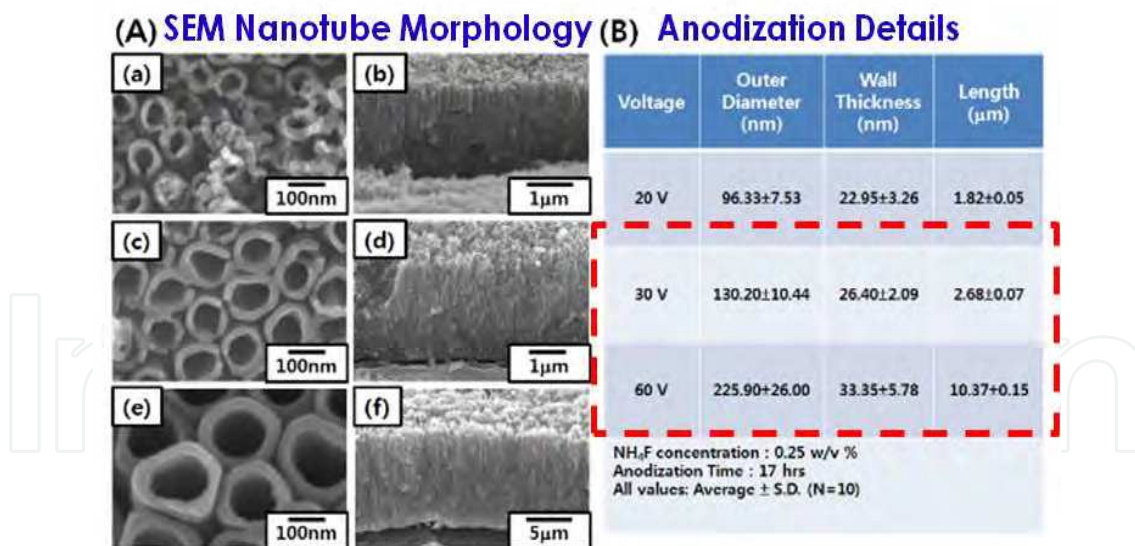 (A) SEM Nanotube Morphology (B) Anodization Details
(a)
100nm
(b)
1μm
(c)
100nm
(d)
1μm
(e)
100nm
(f)
5μm
Voltage Outer Diameter (nm) Wall Thickness (nm) Length (μm)
20 V 96.33±7.53 22.95±3.26 1.82±0.05
30 V 130.20±10.44 26.40±2.09 2.68±0.07
60 V 225.90+26.00 33.35+5.78 10.37+0.15
NH₄F concentration : 0.25 w/v %
Anodization Time : 17 hrs
All values: Average ± S.D. (N=10)